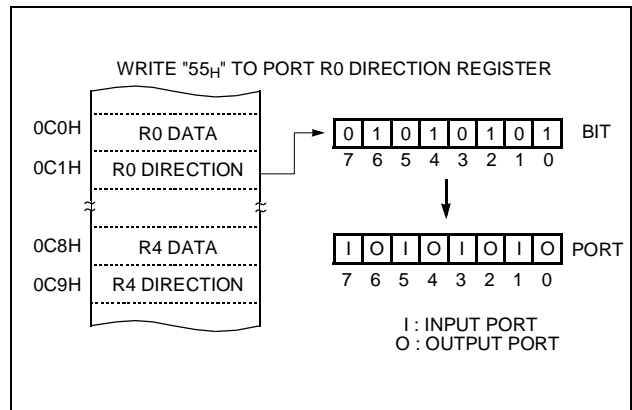 WRITE "55H" TO PORT R0 DIRECTION REGISTER
0C0H R0 DATA
0C1H R0 DIRECTION
0 1 0 1 0 1 0 1 BIT
7 6 5 4 3 2 1 0
0C8H R4 DATA
0C9H R4 DIRECTION
I O I O I O I O PORT
7 6 5 4 3 2 1 0
I : INPUT PORT
O : OUTPUT PORT